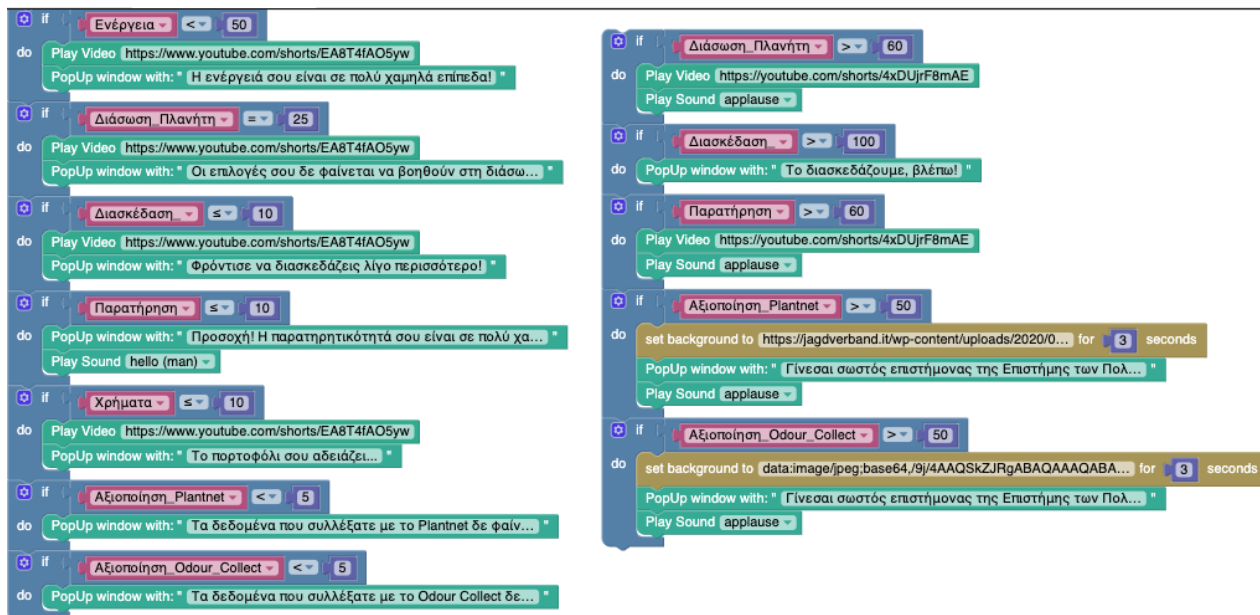 if Ενέργεια < 50
do Play Video https://www.youtube.com/shorts/EA8T4fAO5yw
PopUp window with: " Η ενέργειά σου είναι σε πολύ χαμηλά επίπεδα! "
if Διάσωση_Πλανήτη = 25
do Play Video https://www.youtube.com/shorts/EA8T4fAO5yw
PopUp window with: " Οι επιλογές σου δε φαίνεται να βοηθούν στη διάσω... "
if Διασκέδαση_ ≤ 10
do Play Video https://www.youtube.com/shorts/EA8T4fAO5yw
PopUp window with: " Φρόντισε να διασκεδάζεις λίγο περισσότερο! "
if Παρατήρηση ≤ 10
do PopUp window with: " Προσοχή! Η παρατηρητικότητά σου είναι σε πολύ χα... "
Play Sound hello (man)
if Χρήματα ≤ 10
do Play Video https://www.youtube.com/shorts/EA8T4fAO5yw
PopUp window with: " Το πορτοφόλι σου αδειάζει... "
if Αξιοποίηση_Plantnet < 5
do PopUp window with: " Τα δεδομένα που συλλέξατε με το Plantnet δε φαίν... "
if Αξιοποίηση_Odour_Collect < 5
do PopUp window with: " Τα δεδομένα που συλλέξατε με το Odour Collect δε... "
if Διάσωση_Πλανήτη > 60
do Play Video https://youtube.com/shorts/4xDUjrF8mAE
Play Sound applause
if Διασκέδαση_ > 100
do PopUp window with: " Το διασκεδάζουμε, βλέπω! "
if Παρατήρηση > 60
do Play Video https://youtube.com/shorts/4xDUjrF8mAE
Play Sound applause
if Αξιοποίηση_Plantnet > 50
do set background to https://jagdverband.it/wp-content/uploads/2020/0... for 3 seconds
PopUp window with: " Γίνεσαι σωστός επιστήμονας της Επιστήμης των Πολ... "
Play Sound applause
if Αξιοποίηση_Odour_Collect > 50
do set background to data:image/jpeg;base64,/9j/4AAQSkZJRgABAQAAAQABA... for 3 seconds
PopUp window with: " Γίνεσαι σωστός επιστήμονας της Επιστήμης των Πολ... "
Play Sound applause